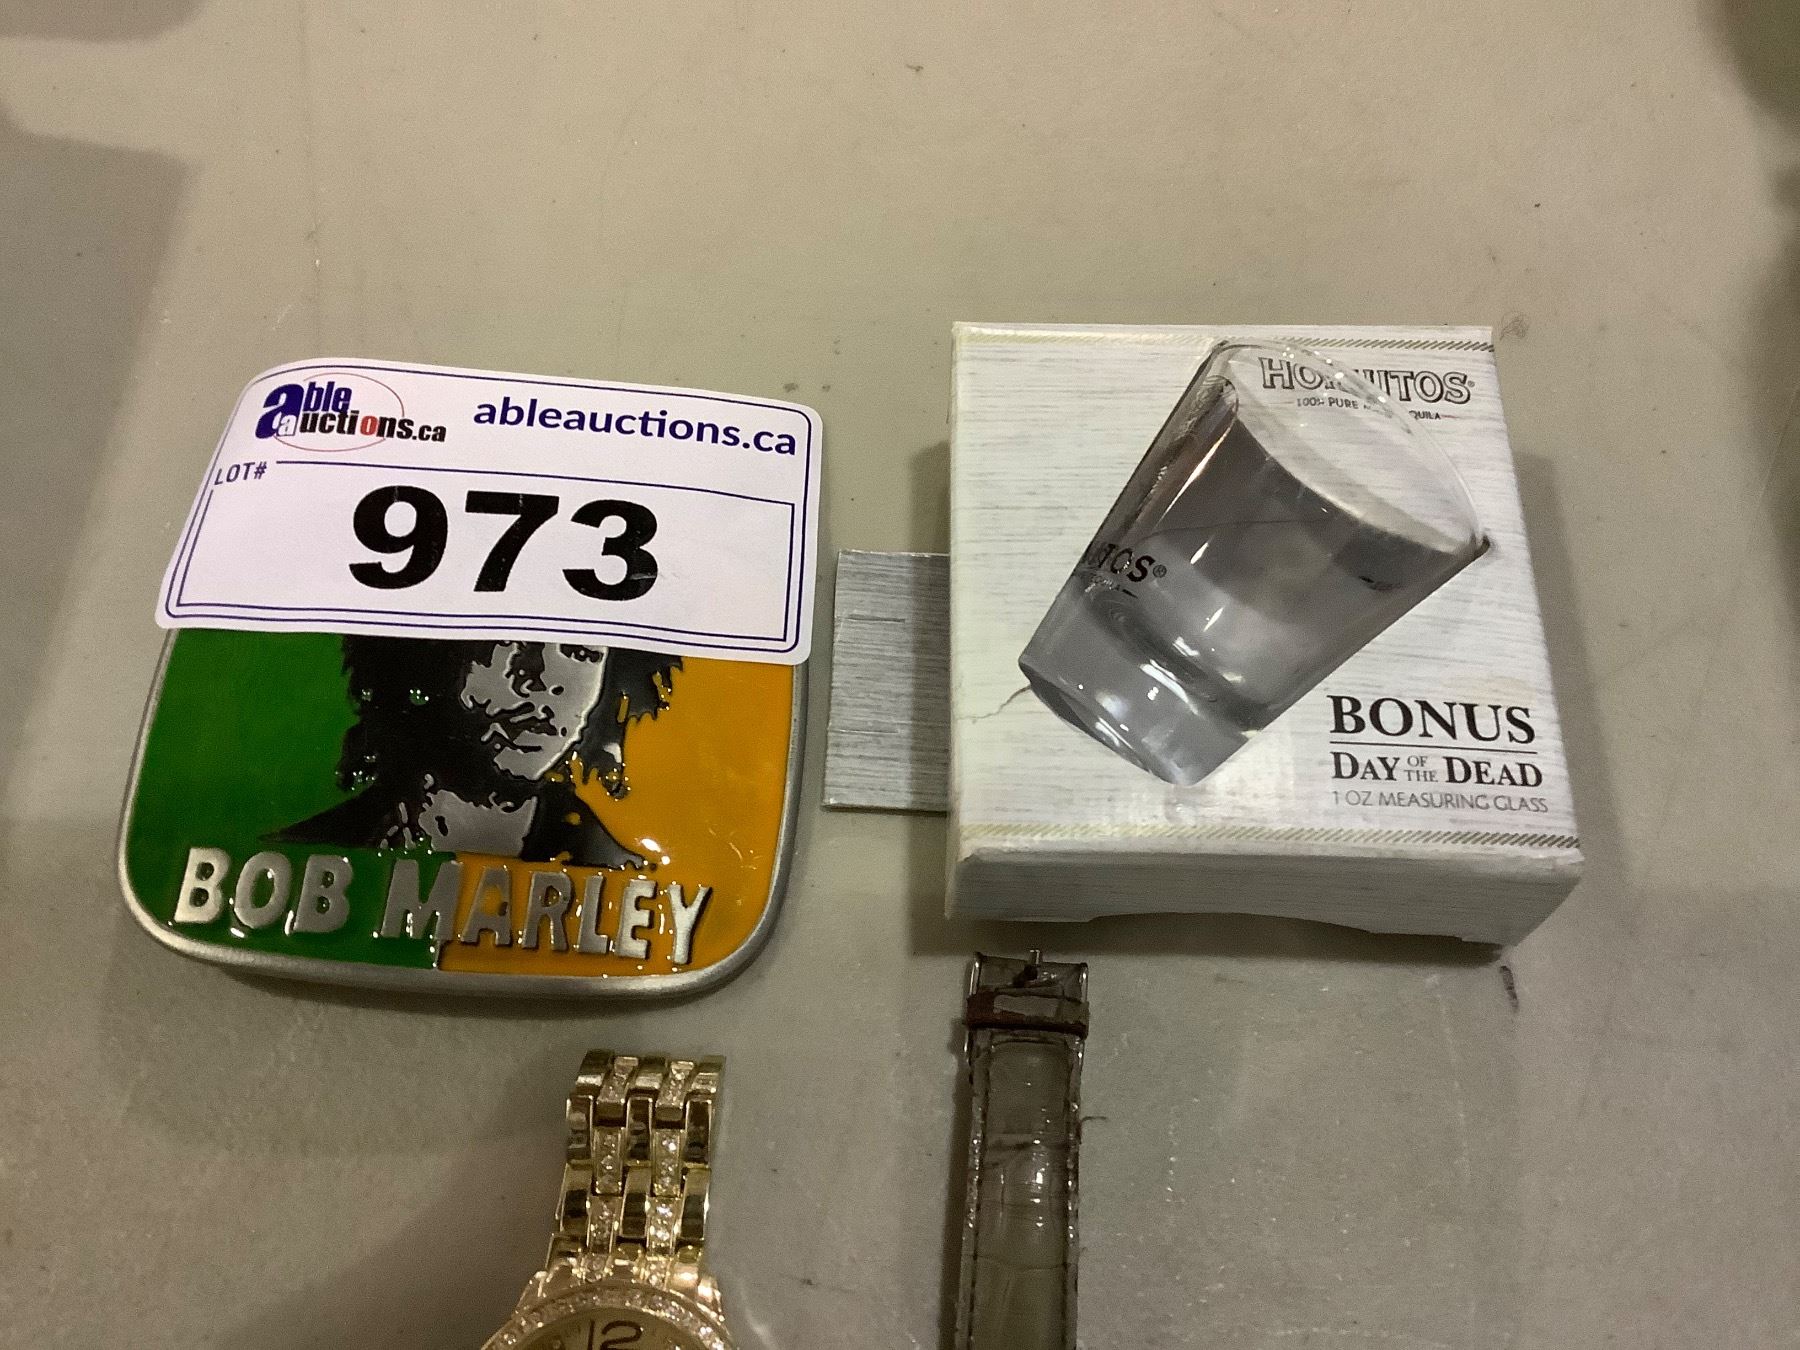 able auctions.ca
ableauctions.ca
LOT#
973
BOB MARLEY
100% PURE
BONUS
DAY OF THE DEAD
1 OZ MEASURING GLASS
12